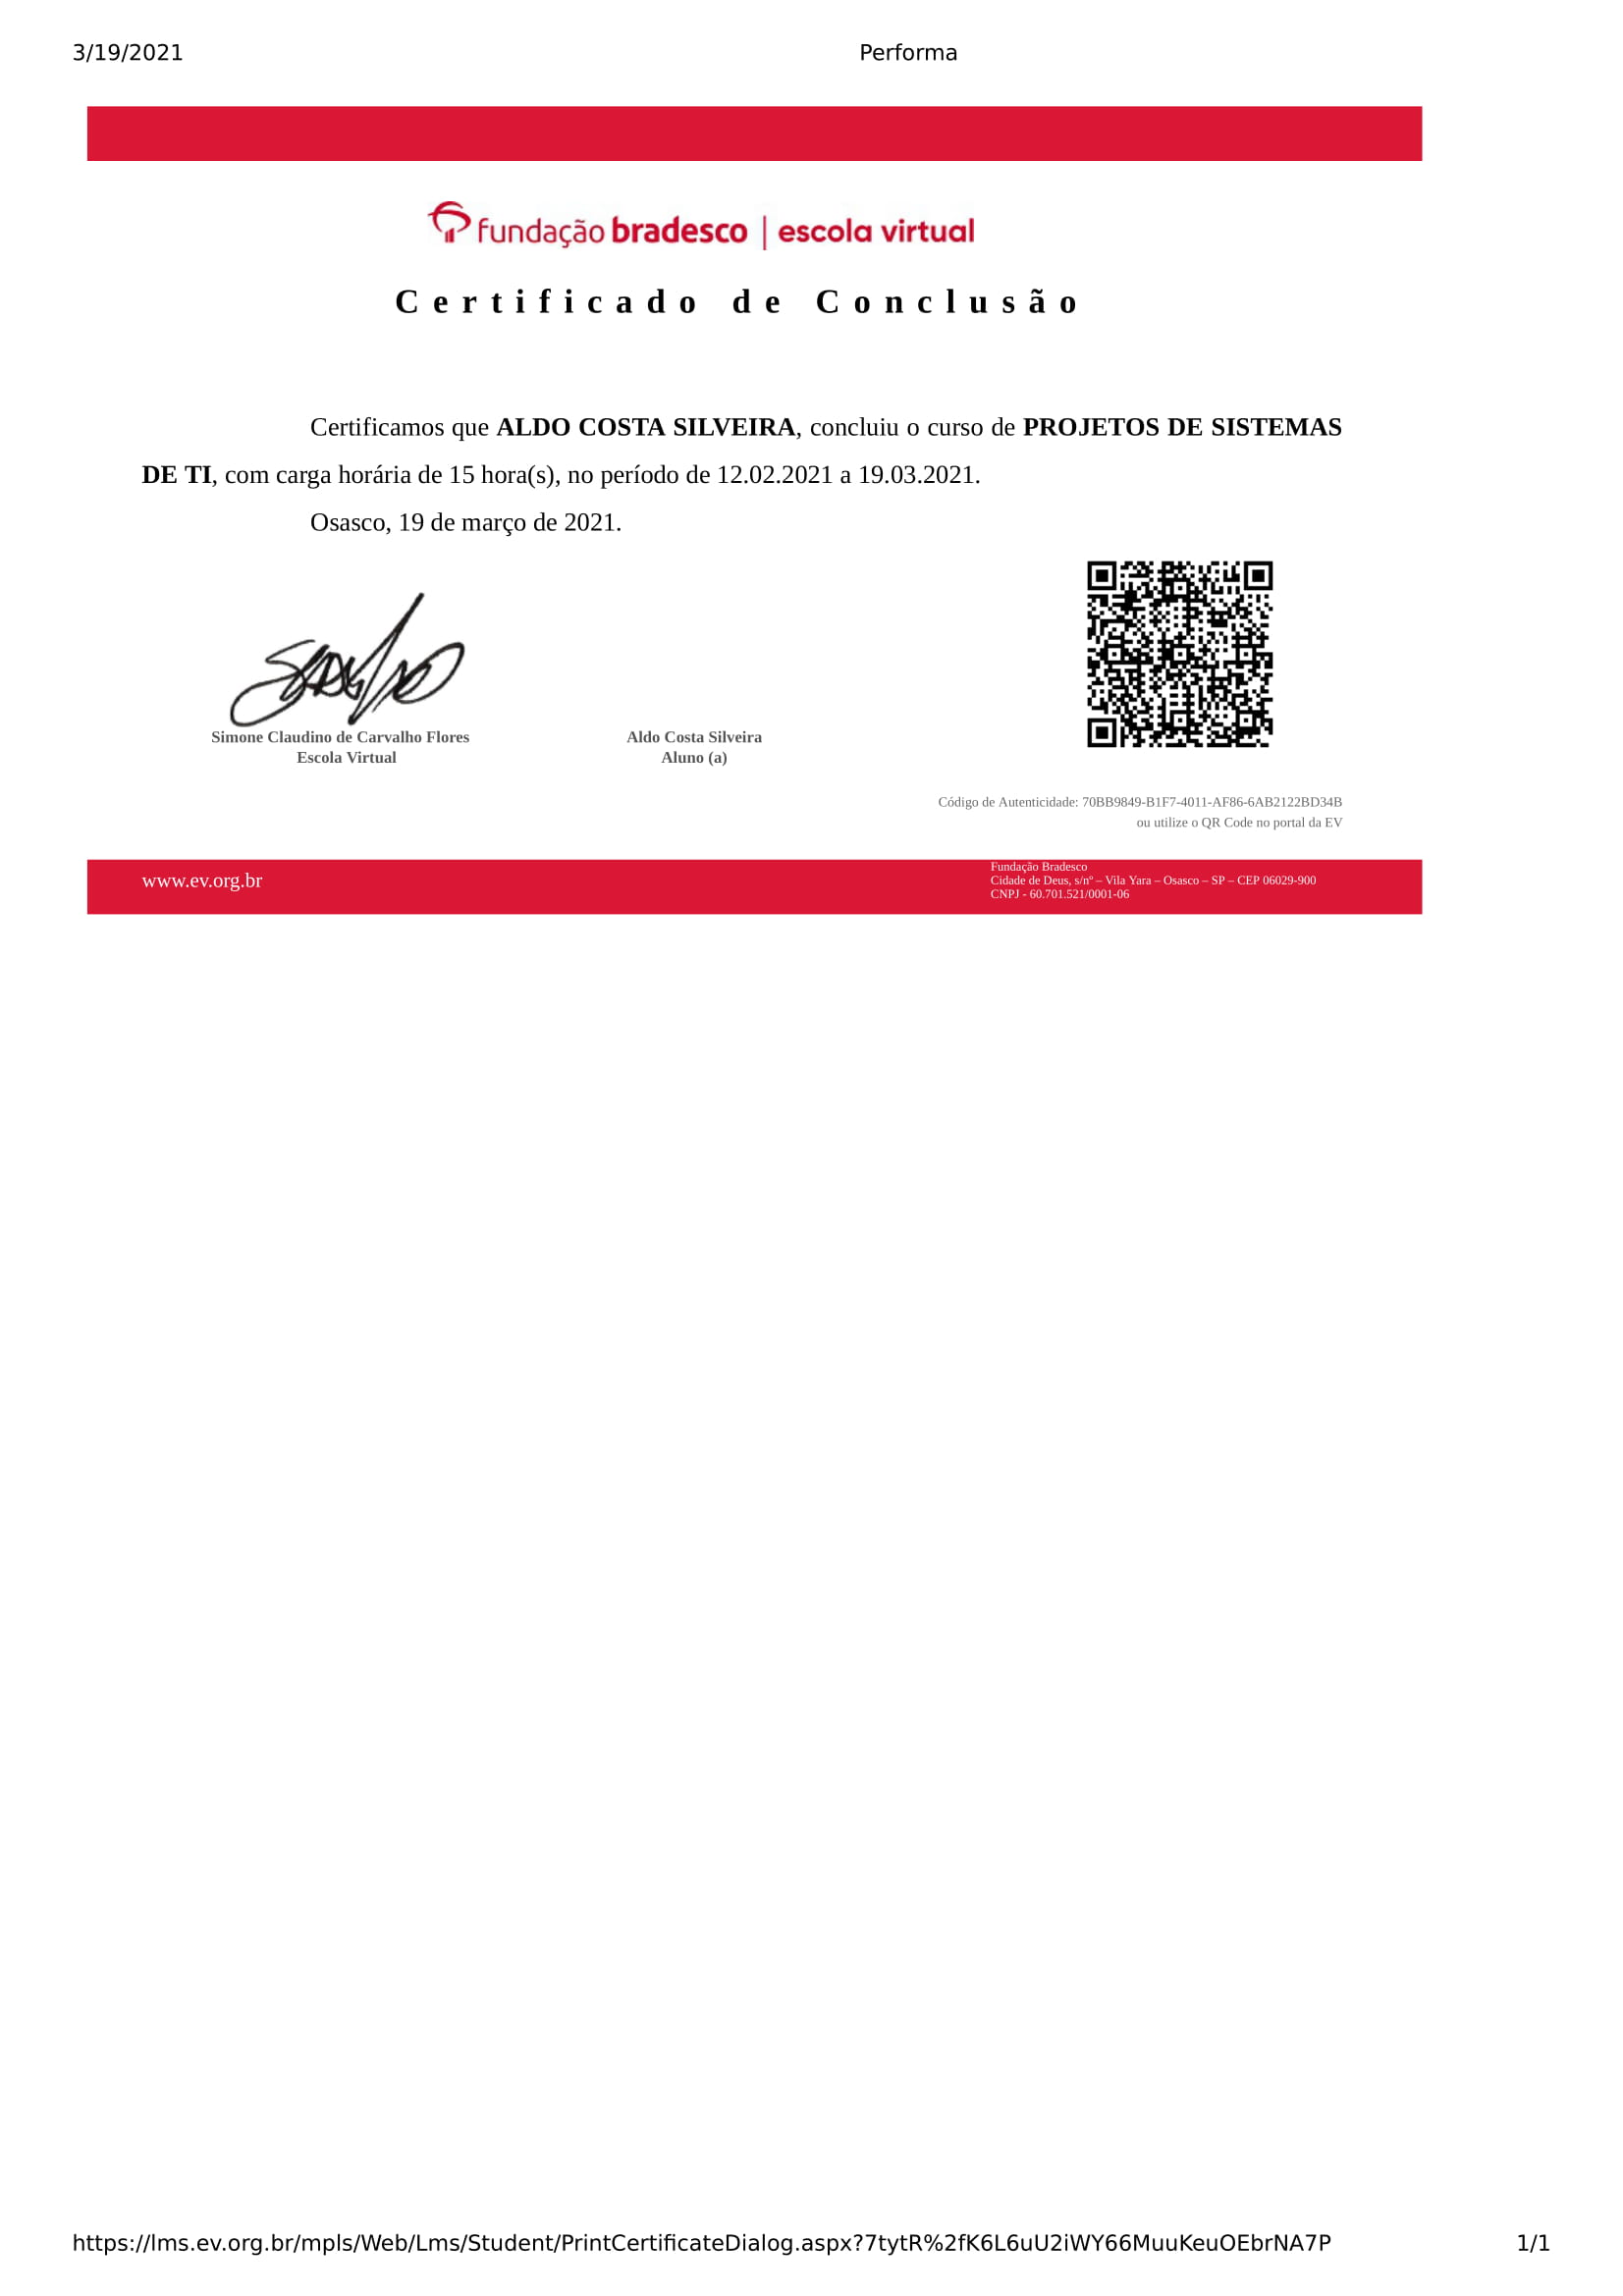 3/19/2021 Performa
fundação bradesco | escola virtual
Certificado de Conclusão
Certificamos que ALDO COSTA SILVEIRA, concluiu o curso de PROJETOS DE SISTEMAS
DE TI, com carga horária de 15 hora(s), no período de 12.02.2021 a 19.03.2021.
Osasco, 19 de março de 2021.
Simone Claudino de Carvalho Flores
Escola Virtual
Aldo Costa Silveira
Aluno (a)
Código de Autenticidade: 70BB9849-B1F7-4011-AF86-6AB2122BD34B
ou utilize o QR Code no portal da EV
www.ev.org.br
Fundação Bradesco
Cidade de Deus, s/nº – Vila Yara – Osasco – SP – CEP 06029-900
CNPJ - 60.701.521/0001-06
https://lms.ev.org.br/mpls/Web/Lms/Student/PrintCertificateDialog.aspx?7tytR%2fK6L6uU2iWY66MuuKeuOEbrNA7P 1/1